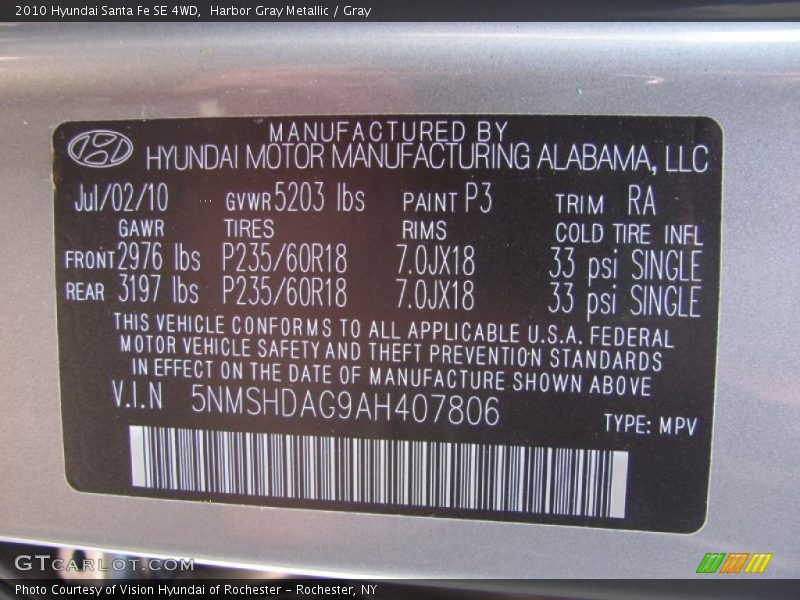 2010 Hyundai Santa Fe SE 4WD, Harbor Gray Metallic / Gray
MANUFACTURED BY
HYUNDAI MOTOR MANUFACTURING ALABAMA, LLC
Jul/02/10 GVWR 5203 lbs PAINT P3 TRIM RA
GAWR TIRES RIMS COLD TIRE INFL
FRONT 2976 lbs P235/60R18 7.0JX18 33 psi SINGLE
REAR 3197 lbs P235/60R18 7.0JX18 33 psi SINGLE
THIS VEHICLE CONFORMS TO ALL APPLICABLE U.S.A. FEDERAL
MOTOR VEHICLE SAFETY AND THEFT PREVENTION STANDARDS
IN EFFECT ON THE DATE OF MANUFACTURE SHOWN ABOVE
V.I.N 5NMSHDAG9AH407806
TYPE: MPV
GTCARLOT.COM
Photo Courtesy of Vision Hyundai of Rochester – Rochester, NY